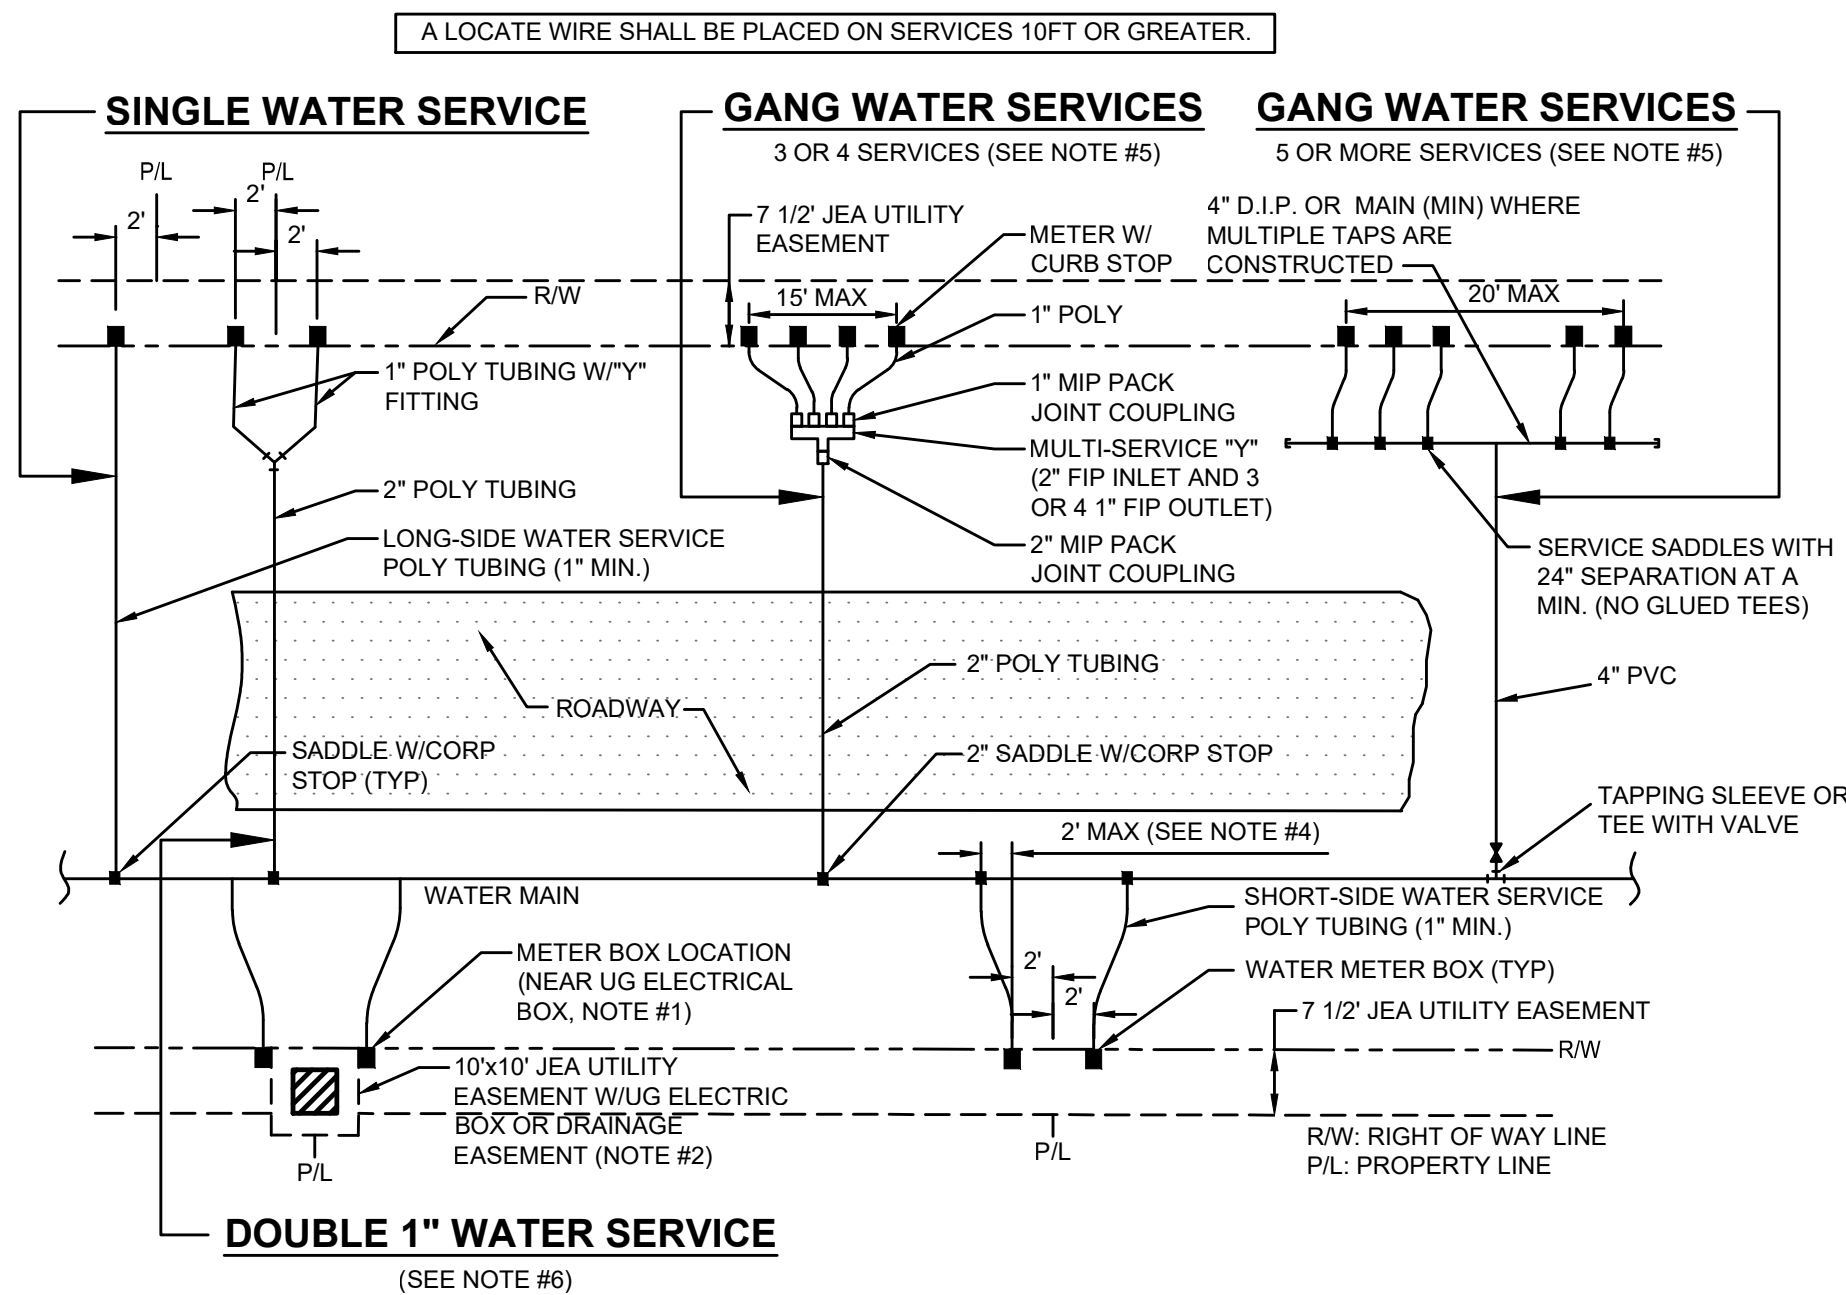 A LOCATE WIRE SHALL BE PLACED ON SERVICES 10FT OR GREATER.
SINGLE WATER SERVICE
GANG WATER SERVICES
3 OR 4 SERVICES (SEE NOTE #5)
GANG WATER SERVICES
5 OR MORE SERVICES (SEE NOTE #5)
P/L
P/L
2'
2'
2'
7 1/2' JEA UTILITY
EASEMENT
METER W/
CURB STOP
4" D.I.P. OR MAIN (MIN) WHERE
MULTIPLE TAPS ARE
CONSTRUCTED
R/W
15' MAX
20' MAX
1" POLY
1" POLY TUBING W/"Y"
FITTING
1" MIP PACK
JOINT COUPLING
MULTI-SERVICE "Y"
(2" FIP INLET AND 3
OR 4 1" FIP OUTLET)
2" POLY TUBING
LONG-SIDE WATER SERVICE
POLY TUBING (1" MIN.)
2" MIP PACK
JOINT COUPLING
SERVICE SADDLES WITH
24" SEPARATION AT A
MIN. (NO GLUED TEES)
2" POLY TUBING
4" PVC
ROADWAY
SADDLE W/CORP
STOP (TYP)
2" SADDLE W/CORP STOP
TAPPING SLEEVE OR
TEE WITH VALVE
2' MAX (SEE NOTE #4)
WATER MAIN
SHORT-SIDE WATER SERVICE
POLY TUBING (1" MIN.)
METER BOX LOCATION
(NEAR UG ELECTRICAL
BOX, NOTE #1)
2'
2'
WATER METER BOX (TYP)
7 1/2' JEA UTILITY EASEMENT
R/W
10'x10' JEA UTILITY
EASEMENT W/UG ELECTRIC
BOX OR DRAINAGE
EASEMENT (NOTE #2)
P/L
P/L
R/W: RIGHT OF WAY LINE
P/L: PROPERTY LINE
DOUBLE 1" WATER SERVICE
(SEE NOTE #6)